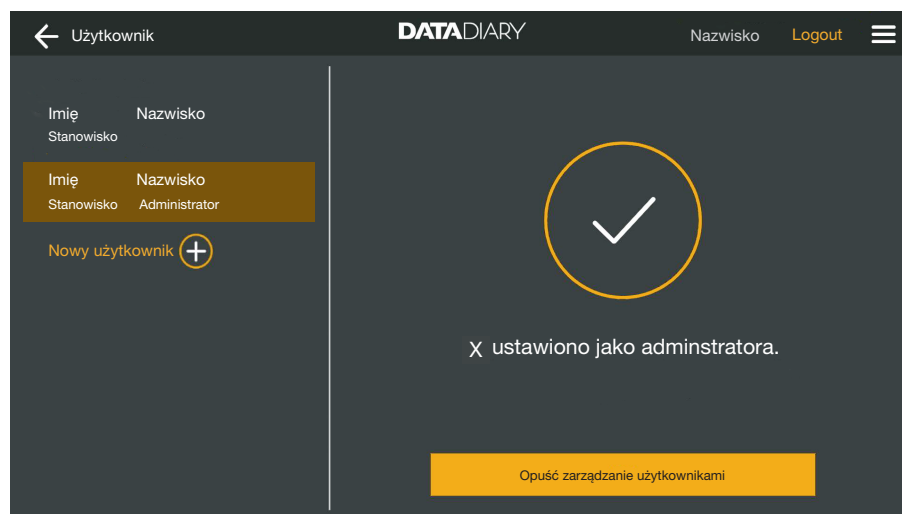 Użytkownik
DATADIARY
Nazwisko Logout
Imię Nazwisko
Stanowisko
Imię Nazwisko
Stanowisko Administrator
Nowy użytkownik
X ustawiono jako adminstratora.
Opuść zarządzanie użytkownikami